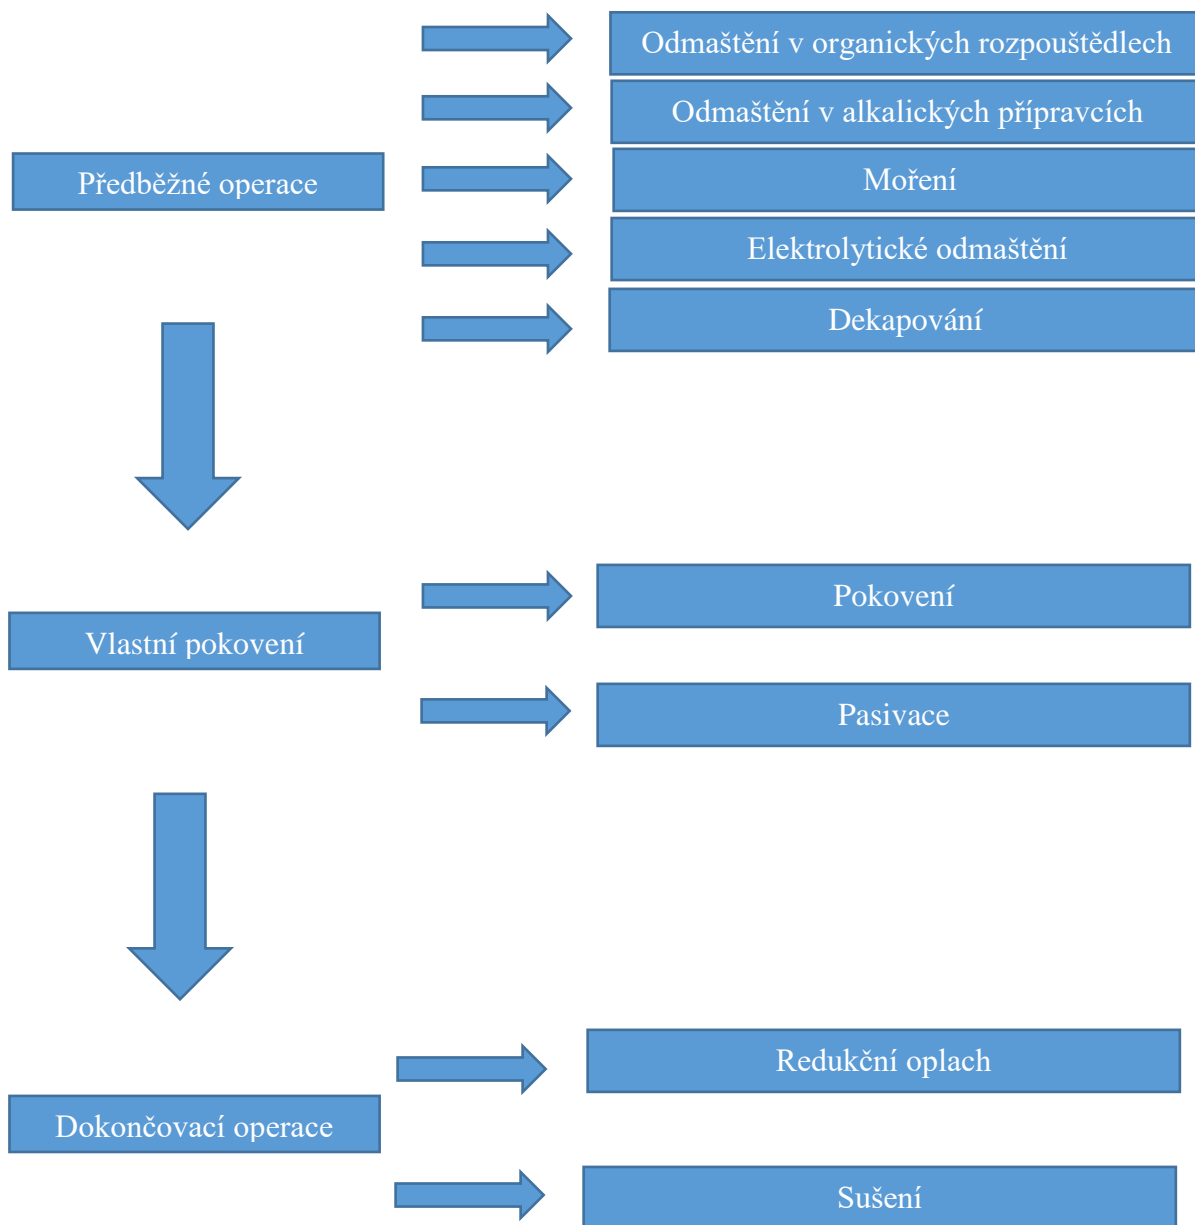 Předběžné operace
Odmaštění v organických rozpouštědlech
Odmaštění v alkalických přípravcích
Moření
Elektrolytické odmaštění
Dekapování
Vlastní pokovení
Pokovení
Pasivace
Dokončovací operace
Redukční oplach
Sušení